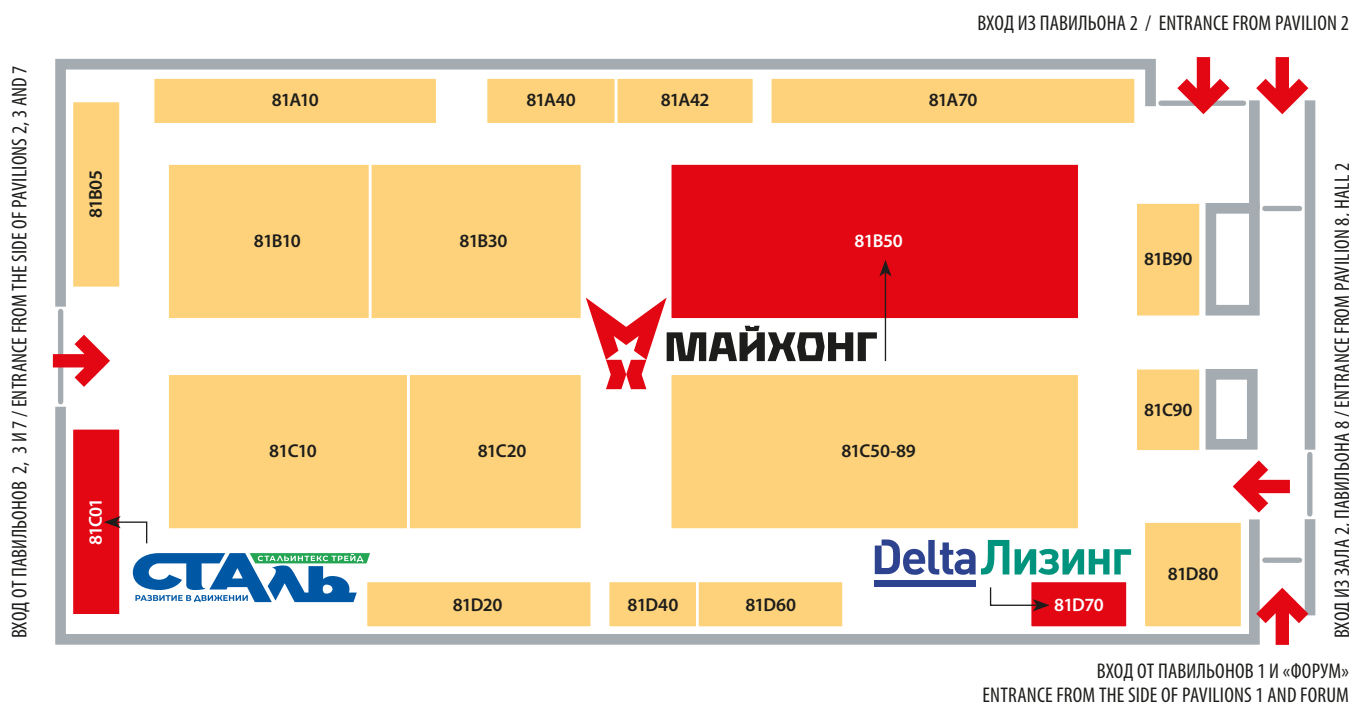 ВХОД ИЗ ПАВИЛЬОНА 2 / ENTRANCE FROM PAVILION 2
ВХОД ОТ ПАВИЛЬОНОВ 2, 3 И 7 / ENTRANCE FROM THE SIDE OF PAVILIONS 2, 3 AND 7
81A10
81A40
81A42
81A70
81B05
81B10
81B30
81B50
81B90
МАЙХОНГ
81C10
81C20
81C50-89
81C90
81C01
СТАЛЬ
СТАЛЬИНТЕКС ТРЕЙД
РАЗВИТИЕ В ДВИЖЕНИИ
Delta Лизинг
81D20
81D40
81D60
81D70
81D80
ВХОД ИЗ ЗАЛА 2, ПАВИЛЬОНА 8 / ENTRANCE FROM PAVILION 8, HALL 2
ВХОД ОТ ПАВИЛЬОНОВ 1 И «ФОРУМ»
ENTRANCE FROM THE SIDE OF PAVILIONS 1 AND FORUM